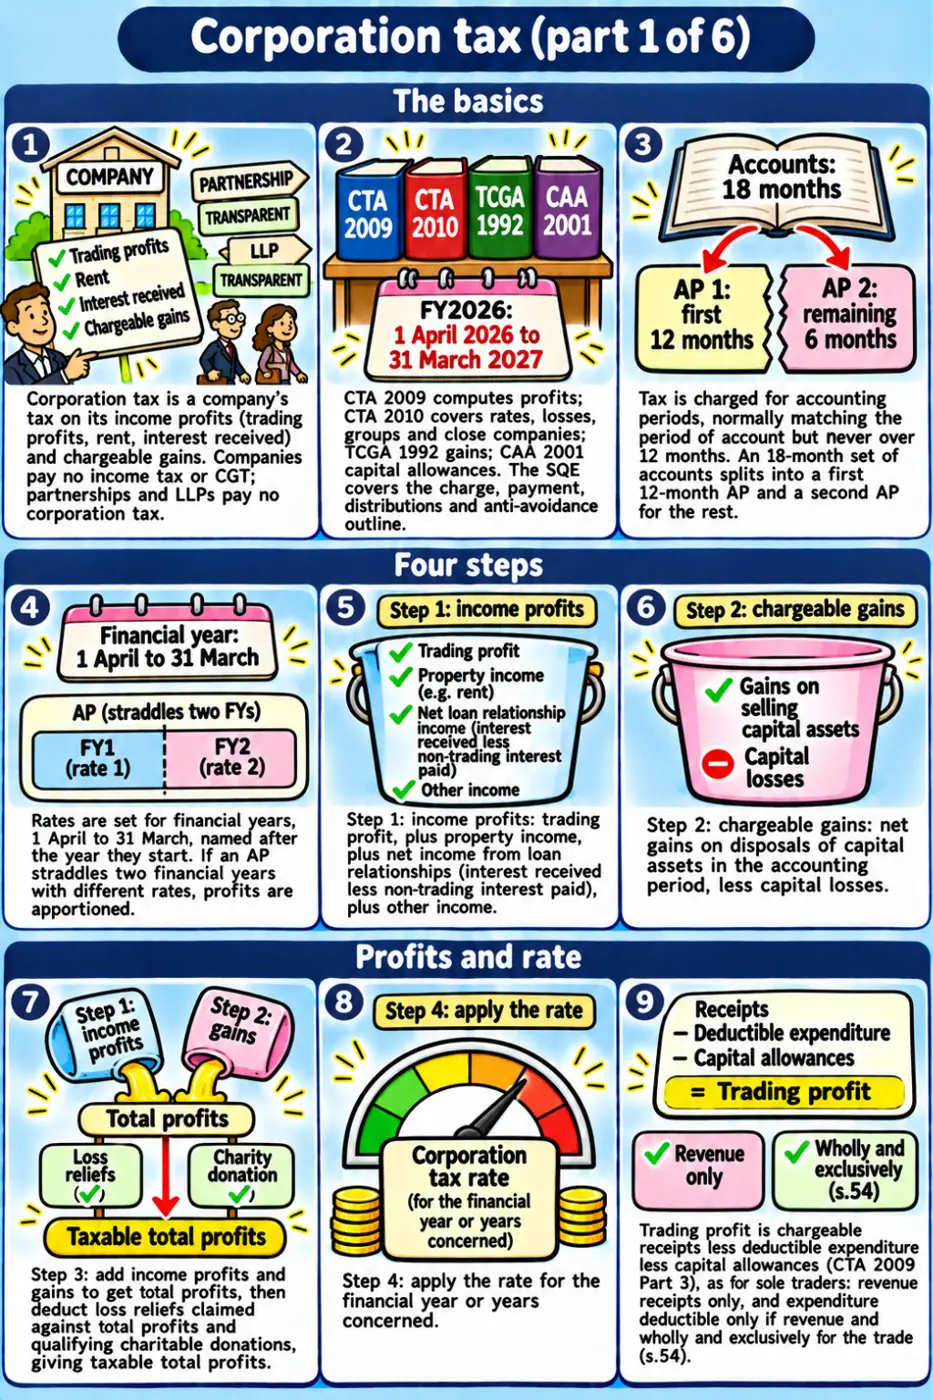 Corporation tax (part 1 of 6)
The basics
1
COMPANY
Trading profits
Rent
Interest received
Chargeable gains
PARTNERSHIP
TRANSPARENT
LLP
TRANSPARENT
Corporation tax is a company's
tax on its income profits (trading
profits, rent, interest received)
and chargeable gains. Companies
pay no income tax or CGT;
partnerships and LLPs pay no
corporation tax.
2
CTA
2009
CTA
2010
TCGA
1992
CAA
2001
FY2026:
1 April 2026 to
31 March 2027
CTA 2009 computes profits;
CTA 2010 covers rates, losses,
groups and close companies;
TCGA 1992 gains; CAA 2001
capital allowances. The SQE
covers the charge, payment,
distributions and anti-avoidance
outline.
3
Accounts:
18 months
AP 1:
first
12 months
AP 2:
remaining
6 months
Tax is charged for accounting
periods, normally matching the
period of account but never over
12 months. An 18-month set of
accounts splits into a first
12-month AP and a second AP
for the rest.
Four steps
4
Financial year:
1 April to 31 March
AP (straddles two FYs)
FY1
(rate 1)
FY2
(rate 2)
Rates are set for financial years,
1 April to 31 March, named after
the year they start. If an AP
straddles two financial years
with different rates, profits are
apportioned.
5
Step 1: income profits
Trading profit
Property income
(e.g. rent)
Net loan relationship
income (interest
received less
non-trading interest
paid)
Other income
Step 1: income profits: trading
profit, plus property income,
plus net income from loan
relationships (interest received
less non-trading interest paid),
plus other income.
6
Step 2: chargeable gains
Gains on
selling
capital assets
Capital
losses
Step 2: chargeable gains: net
gains on disposals of capital
assets in the accounting
period, less capital losses.
Profits and rate
7
Step 1:
income
profits
Step 2:
gains
Total profits
Loss
reliefs
(✓)
Charity
donation
(✓)
Taxable total profits
Step 3: add income profits and
gains to get total profits, then
deduct loss reliefs claimed
against total profits and
qualifying charitable donations,
giving taxable total profits.
8
Step 4: apply the rate
Corporation
tax rate
(for the financial
year or years
concerned)
Step 4: apply the rate for the
financial year or years
concerned.
9
Receipts
− Deductible expenditure
− Capital allowances
= Trading profit
Revenue
only
Wholly and
exclusively
(s.54)
Trading profit is chargeable
receipts less deductible expenditure
less capital allowances (CTA 2009
Part 3), as for sole traders: revenue
receipts only, and expenditure
deductible only if revenue and
wholly and exclusively for the trade
(s.54).